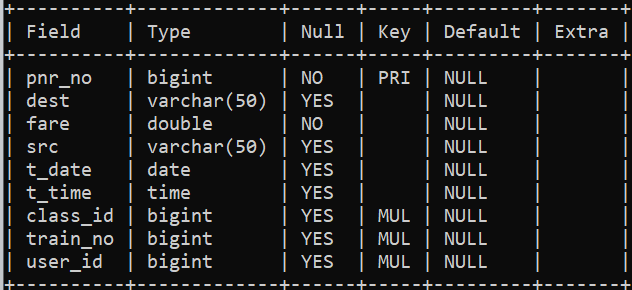 +-----------+-------------+------+-----+---------+-------+
| Field     | Type        | Null | Key | Default | Extra |
+-----------+-------------+------+-----+---------+-------+
| pnr_no    | bigint      | NO   | PRI | NULL    |       |
| dest      | varchar(50) | YES  |     | NULL    |       |
| fare      | double      | NO   |     | NULL    |       |
| src       | varchar(50) | YES  |     | NULL    |       |
| t_date    | date        | YES  |     | NULL    |       |
| t_time    | time        | YES  |     | NULL    |       |
| class_id  | bigint      | YES  | MUL | NULL    |       |
| train_no  | bigint      | YES  | MUL | NULL    |       |
| user_id   | bigint      | YES  | MUL | NULL    |       |
+-----------+-------------+------+-----+---------+-------+